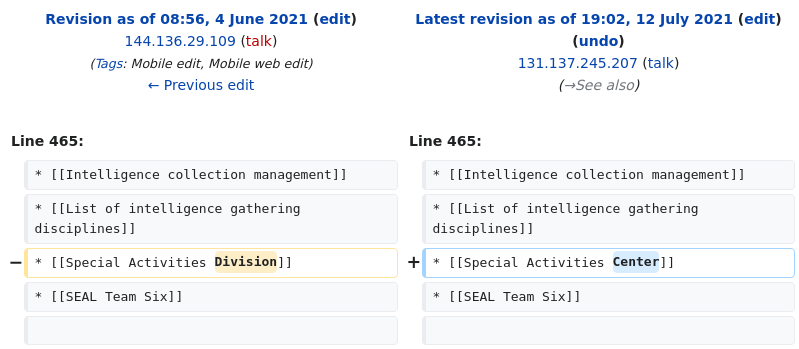 Revision as of 08:56, 4 June 2021 (edit)
144.136.29.109 (talk)
(Tags: Mobile edit, Mobile web edit)
← Previous edit
Latest revision as of 19:02, 12 July 2021 (edit)
(undo)
131.137.245.207 (talk)
(→See also)
Line 465:
Line 465:
* [[Intelligence collection management]]
* [[Intelligence collection management]]
* [[List of intelligence gathering
disciplines]]
* [[List of intelligence gathering
disciplines]]
− * [[Special Activities Division]]
+ * [[Special Activities Center]]
* [[SEAL Team Six]]
* [[SEAL Team Six]]